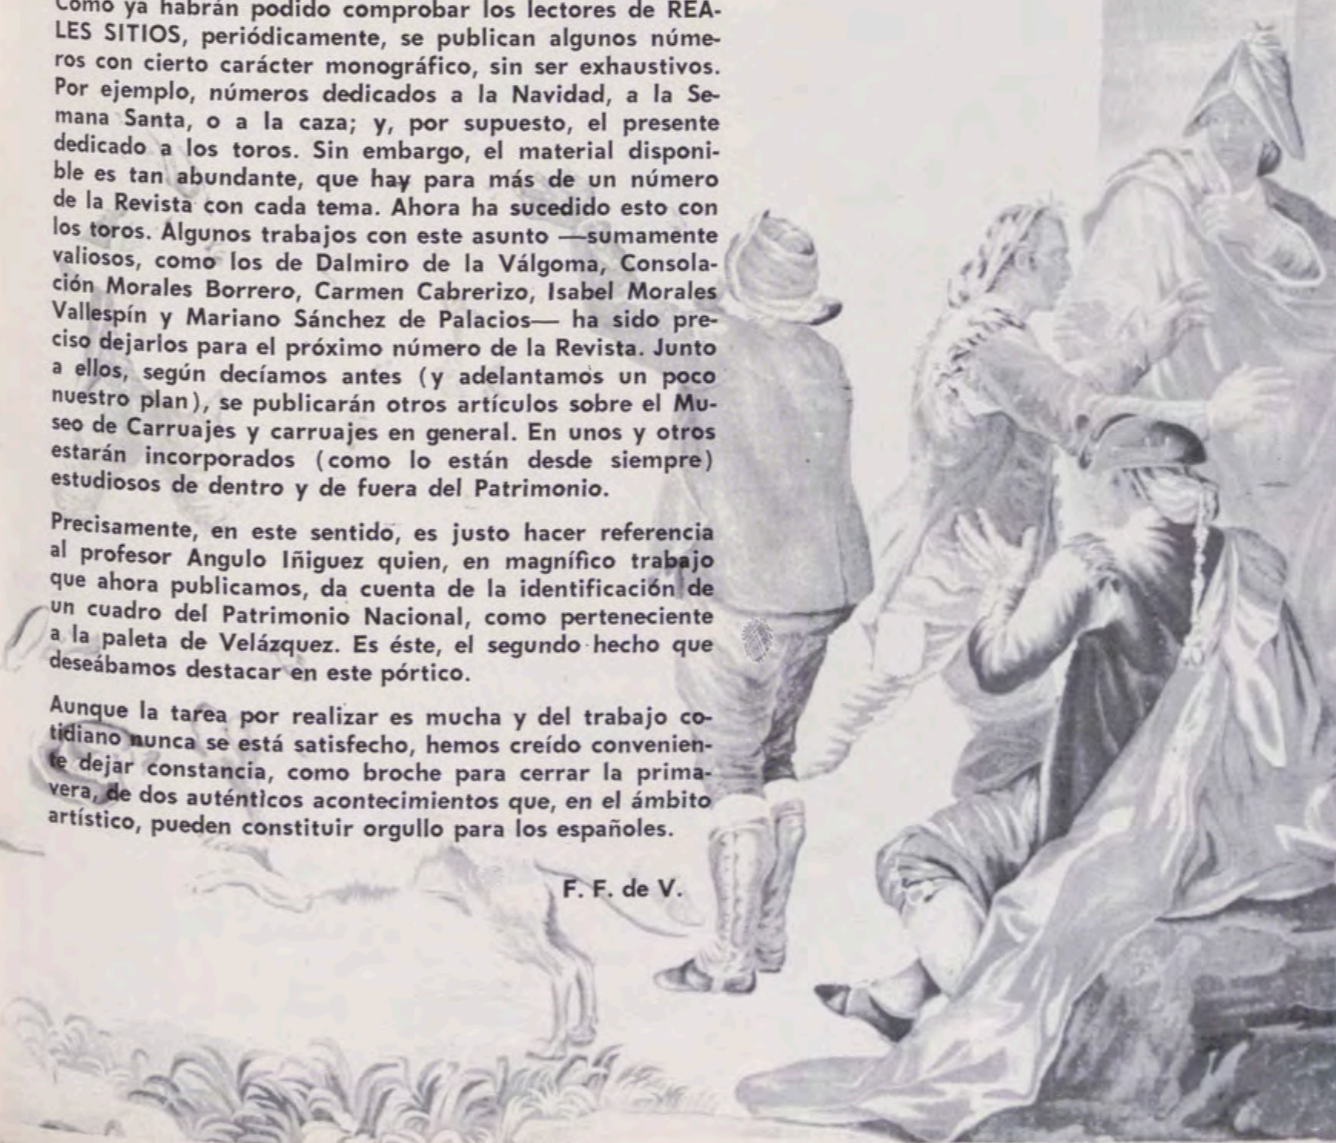 Como ya habrán podido comprobar los lectores de REA-
LES SITIOS, periódicamente, se publican algunos núme-
ros con cierto carácter monográfico, sin ser exhaustivos.
Por ejemplo, números dedicados a la Navidad, a la Se-
mana Santa, o a la caza; y, por supuesto, el presente
dedicado a los toros. Sin embargo, el material disponi-
ble es tan abundante, que hay para más de un número
de la Revista con cada tema. Ahora ha sucedido esto con
los toros. Algunos trabajos con este asunto —sumamente
valiosos, como los de Dalmiro de la Válgoma, Consola-
ción Morales Borrero, Carmen Cabrerizo, Isabel Morales
Vallespín y Mariano Sánchez de Palacios— ha sido pre-
ciso dejarlos para el próximo número de la Revista. Junto
a ellos, según decíamos antes (y adelantamos un poco
nuestro plan), se publicarán otros artículos sobre el Mu-
seo de Carruajes y carruajes en general. En unos y otros
estarán incorporados (como lo están desde siempre)
estudiosos de dentro y de fuera del Patrimonio.
Precisamente, en este sentido, es justo hacer referencia
al profesor Angulo Iñiguez quien, en magnífico trabajo
que ahora publicamos, da cuenta de la identificación de
un cuadro del Patrimonio Nacional, como perteneciente
a la paleta de Velázquez. Es éste, el segundo hecho que
deseábamos destacar en este pórtico.
Aunque la tarea por realizar es mucha y del trabajo co-
tidiano nunca se está satisfecho, hemos creído convenien-
te dejar constancia, como broche para cerrar la prima-
vera, de dos auténticos acontecimientos que, en el ámbito
artístico, pueden constituir orgullo para los españoles.
F. F. de V.